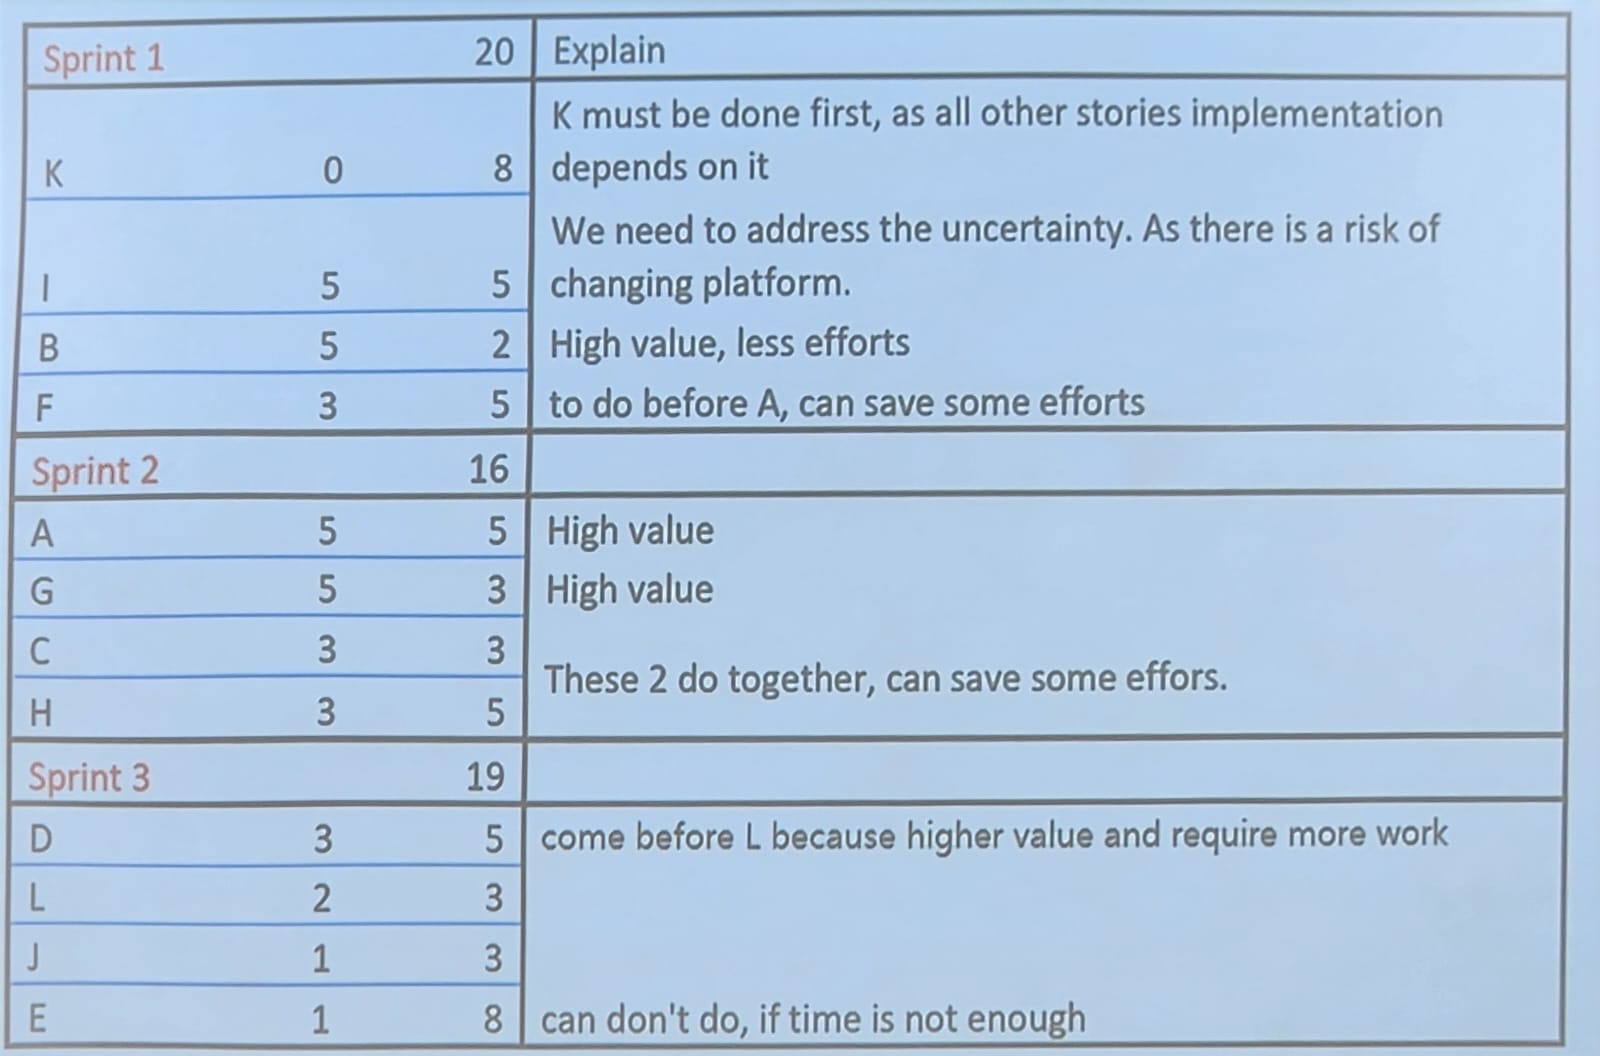 Sprint 1 20 Explain
K must be done first, as all other stories implementation
K 0 8 depends on it
We need to address the uncertainty. As there is a risk of
I 5 5 changing platform.
B 5 2 High value, less efforts
F 3 5 to do before A, can save some efforts
Sprint 2 16
A 5 5 High value
G 5 3 High value
C 3 3
These 2 do together, can save some effors.
H 3 5
Sprint 3 19
D 3 5 come before L because higher value and require more work
L 2 3
J 1 3
E 1 8 can don't do, if time is not enough